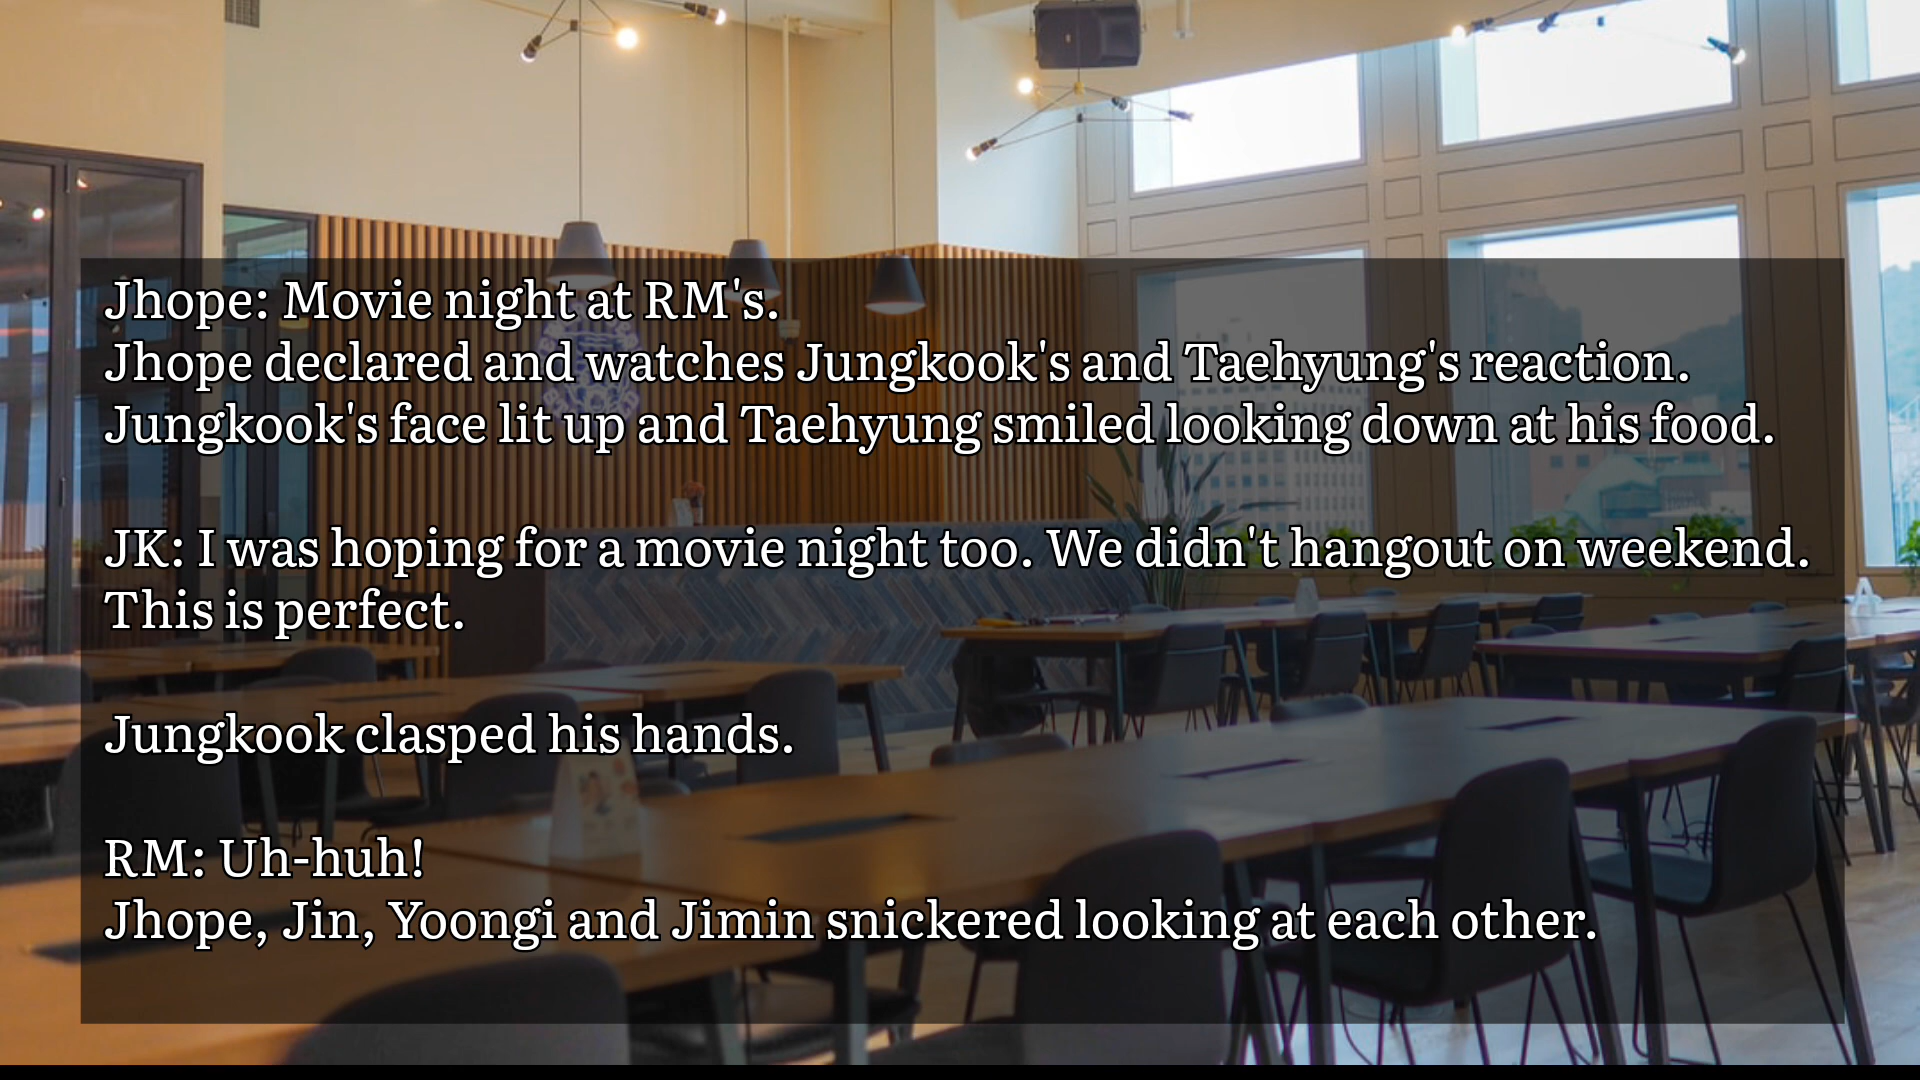 Jhope: Movie night at RM's.
Jhope declared and watches Jungkook's and Taehyung's reaction.
Jungkook's face lit up and Taehyung smiled looking down at his food.
JK: I was hoping for a movie night too. We didn't hangout on weekend.
This is perfect.
Jungkook clasped his hands.
RM: Uh-huh!
Jhope, Jin, Yoongi and Jimin snickered looking at each other.